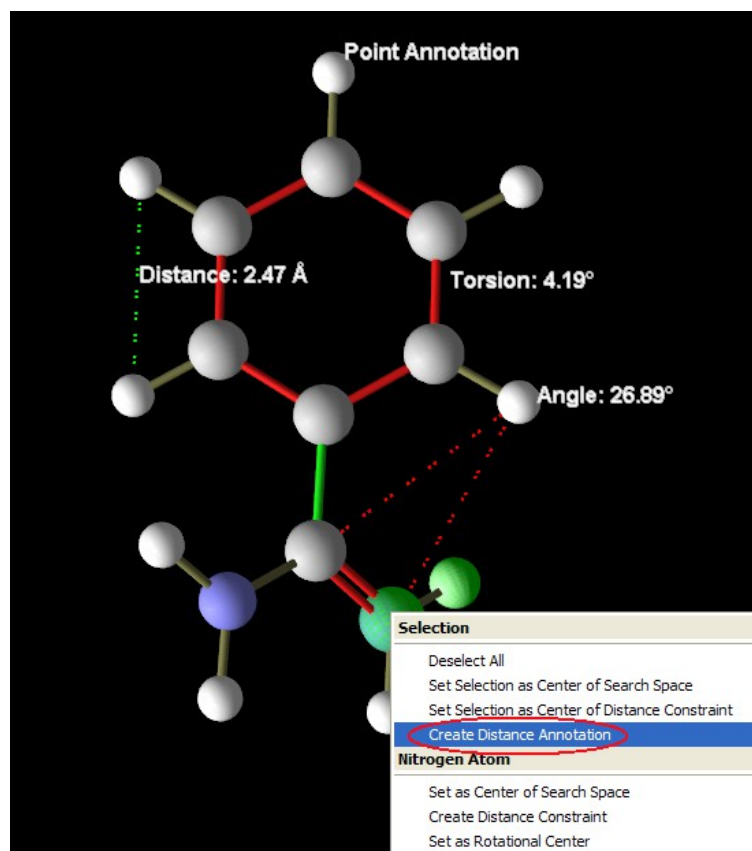 Point Annotation
Distance: 2.47 Å
Torsion: 4.19°
Angle: 26.89°
Selection
Deselect All
Set Selection as Center of Search Space
Set Selection as Center of Distance Constraint
Create Distance Annotation
Nitrogen Atom
Set as Center of Search Space
Create Distance Constraint
Set as Rotational Center